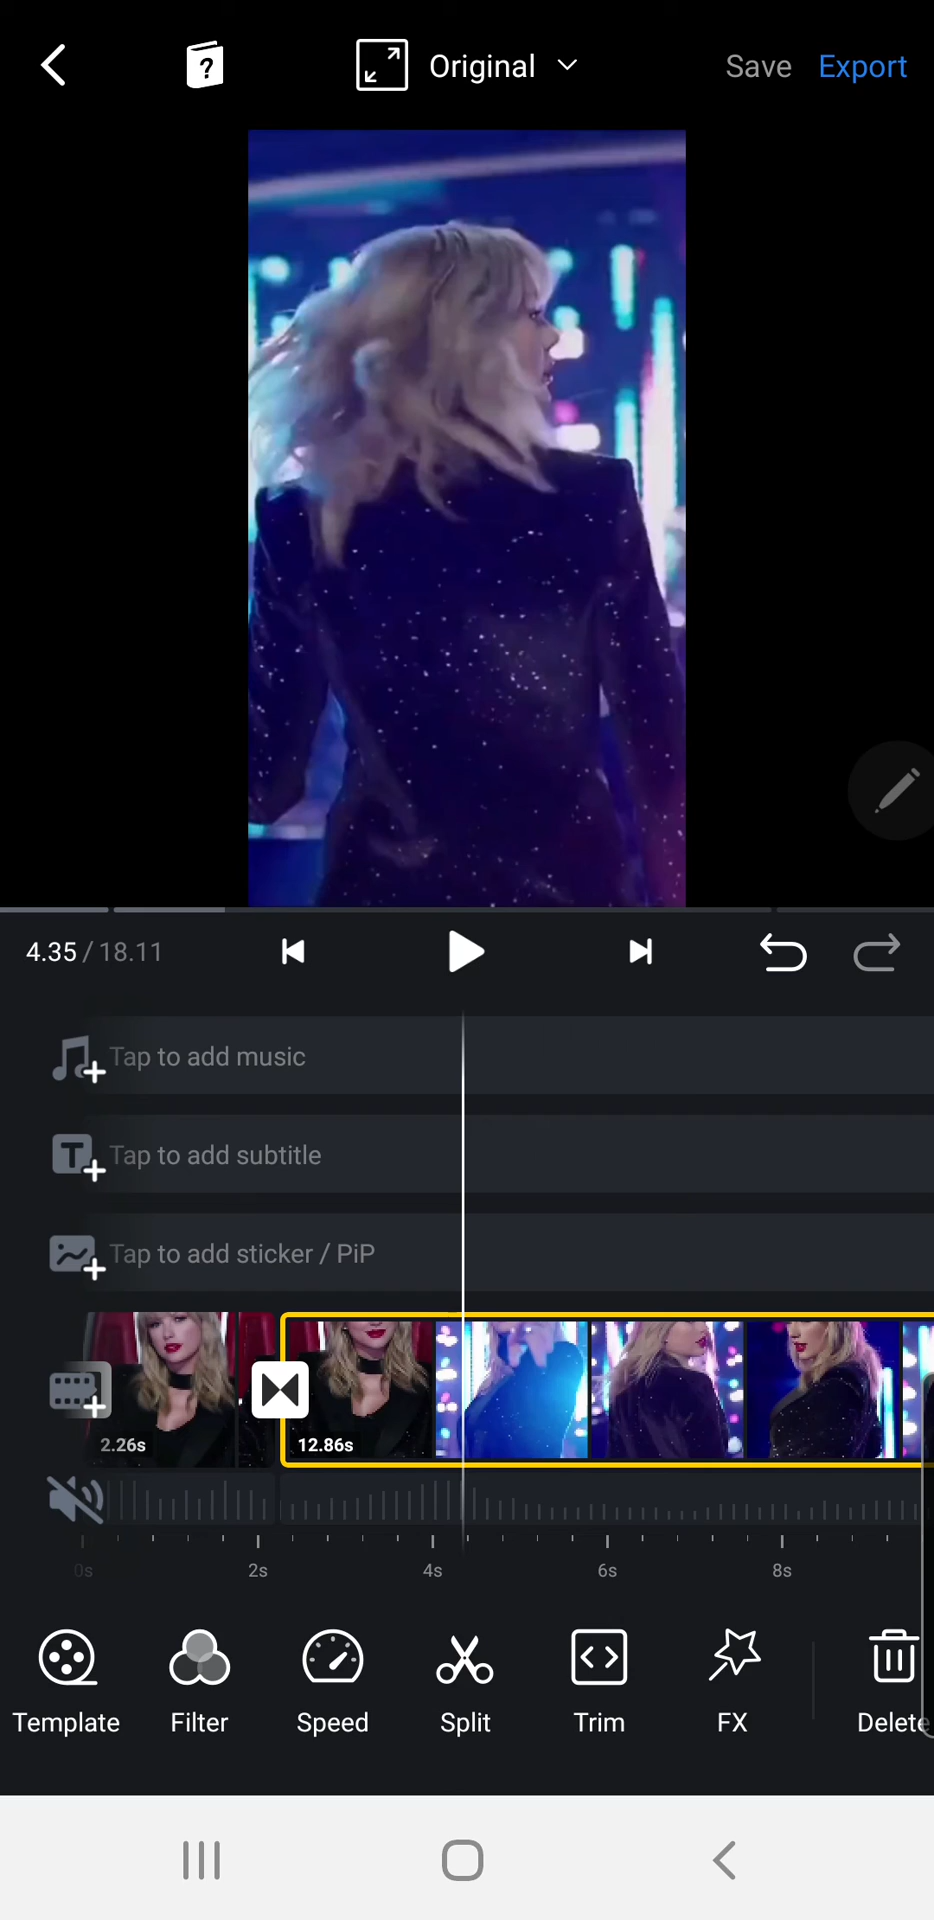 Original
Save Export
4.35 / 18.11
Tap to add music
T
Tap to add subtitle
Tap to add sticker / PiP
2.26s
12.86s
0s 2s 4s 6s 8s
Template Filter Speed Split Trim FX Delete